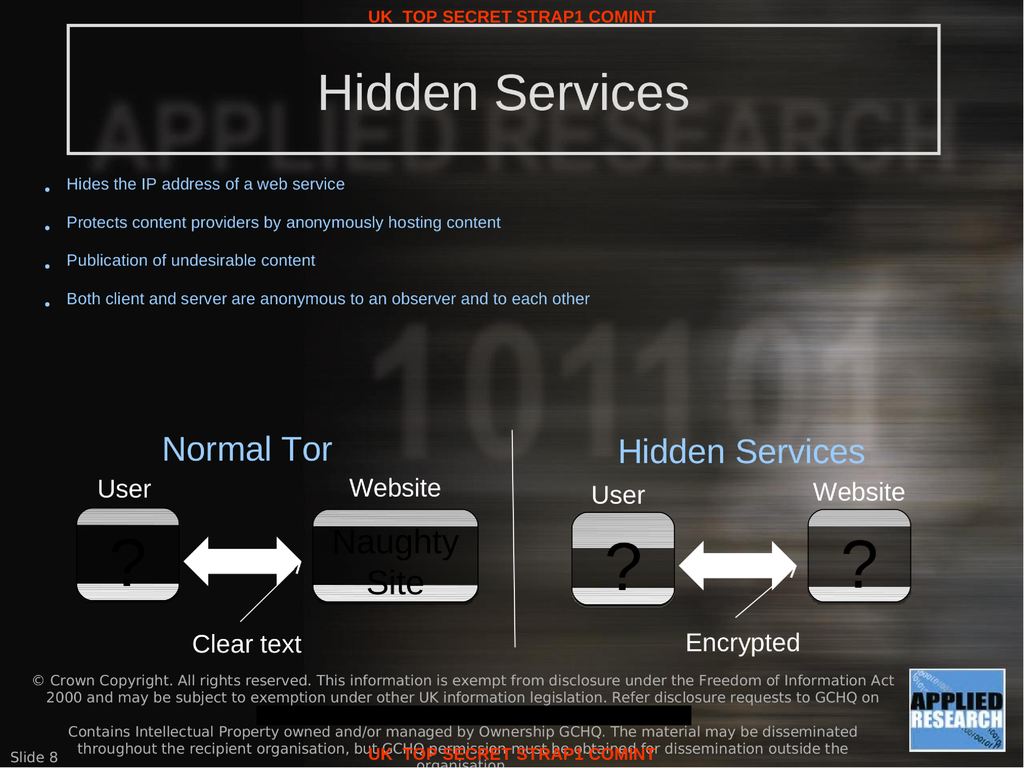 UK TOP SECRET STRAP1 COMINT
Hidden Services
APPLIED RESEARCH
• Hides the IP address of a web service
• Protects content providers by anonymously hosting content
• Publication of undesirable content
• Both client and server are anonymous to an observer and to each other
101101
Normal Tor
User
Website
?
Naughty
Site
Clear text
Hidden Services
User
Website
?
?
Encrypted
© Crown Copyright. All rights reserved. This information is exempt from disclosure under the Freedom of Information Act
2000 and may be subject to exemption under other UK information legislation. Refer disclosure requests to GCHQ on
Contains Intellectual Property owned and/or managed by Ownership GCHQ. The material may be disseminated
throughout the recipient organisation, but GCHQ permission must be obtained for dissemination outside the
organisation.
UK TOP SECRET STRAP1 COMINT
Slide 8
APPLIED
RESEARCH